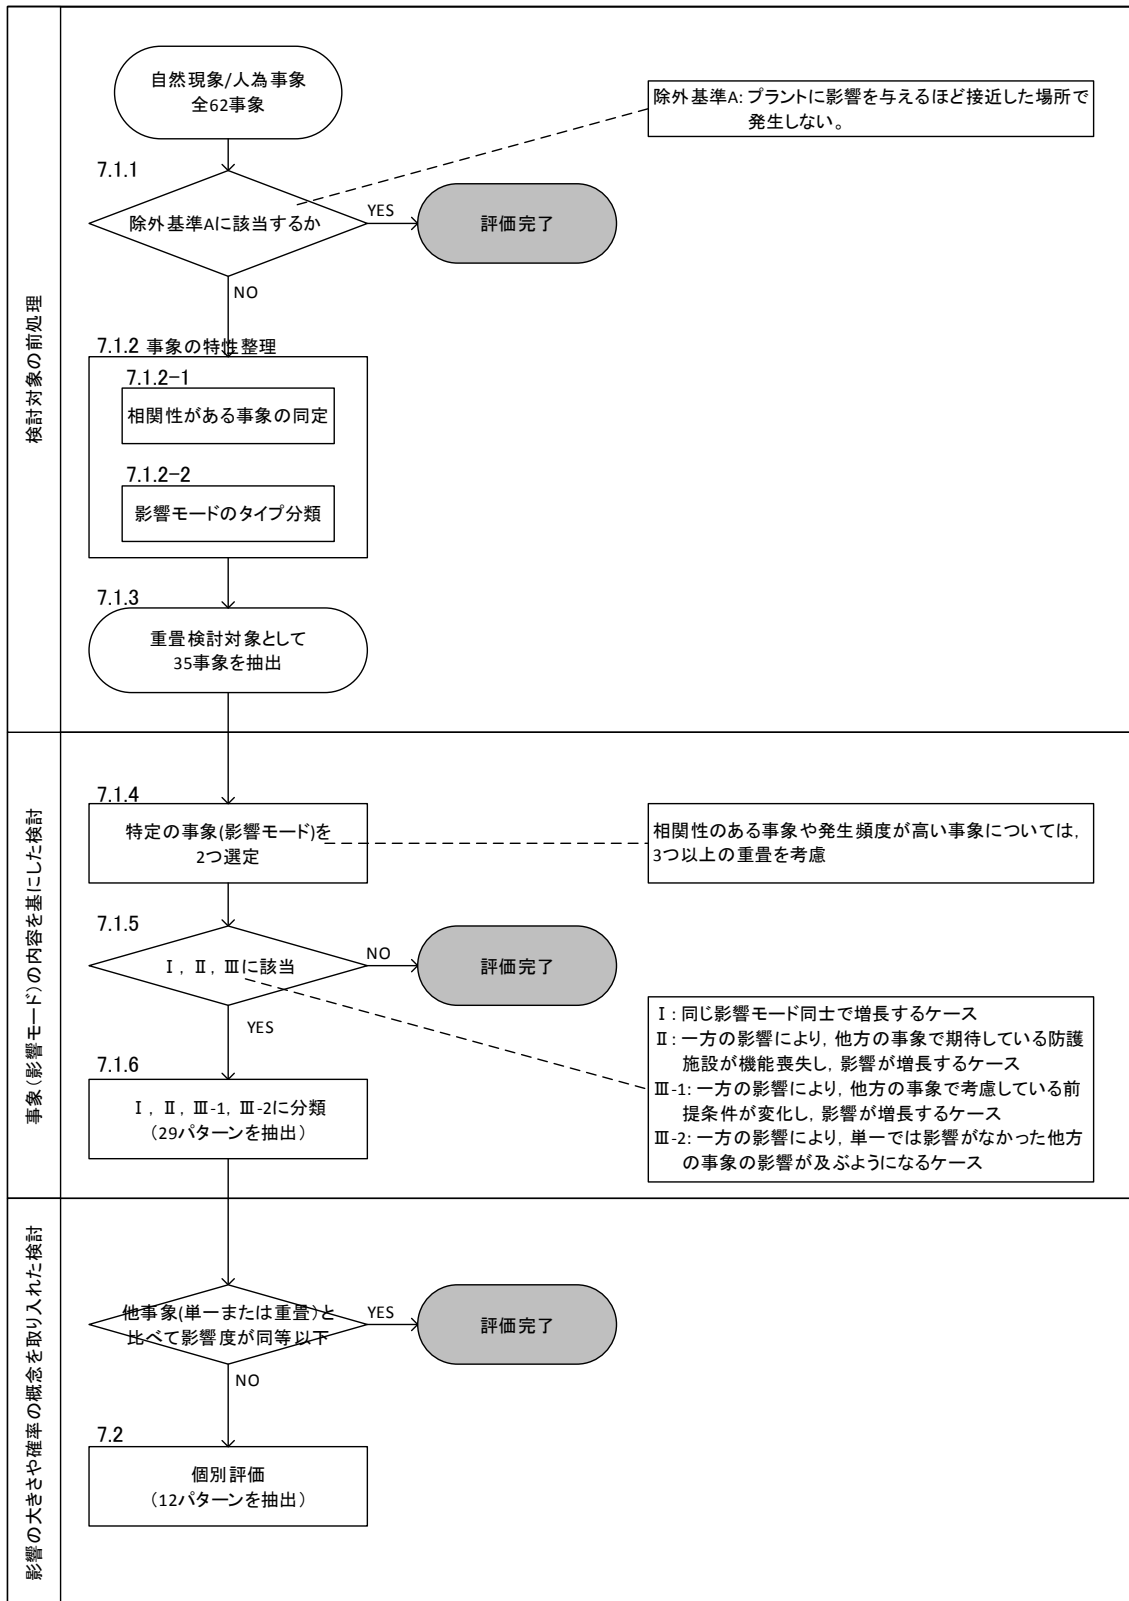 検討対象の前処理
自然現象/人為事象
全62事象
除外基準A: プラントに影響を与えるほど接近した場所で
発生しない。
7.1.1
除外基準Aに該当するか
YES
評価完了
NO
7.1.2 事象の特性整理
7.1.2-1
相関性がある事象の同定
7.1.2-2
影響モードのタイプ分類
7.1.3
重畳検討対象として
35事象を抽出
事象(影響モード)の内容を基にした検討
7.1.4
特定の事象(影響モード)を
2つ選定
相関性のある事象や発生頻度が高い事象については,
3つ以上の重畳を考慮
7.1.5
Ⅰ, Ⅱ, Ⅲに該当
NO
評価完了
YES
Ⅰ: 同じ影響モード同士で増長するケース
Ⅱ: 一方の影響により, 他方の事象で期待している防護
施設が機能喪失し, 影響が増長するケース
Ⅲ-1: 一方の影響により, 他方の事象で考慮している前
提条件が変化し, 影響が増長するケース
Ⅲ-2: 一方の影響により, 単一では影響がなかった他方
の事象の影響が及ぶようになるケース
7.1.6
Ⅰ, Ⅱ, Ⅲ-1, Ⅲ-2に分類
(29パターンを抽出)
影響の大きさや確率の概念を取り入れた検討
他事象(単一または重畳)と
比べて影響度が同等以下
YES
評価完了
NO
7.2
個別評価
(12パターンを抽出)